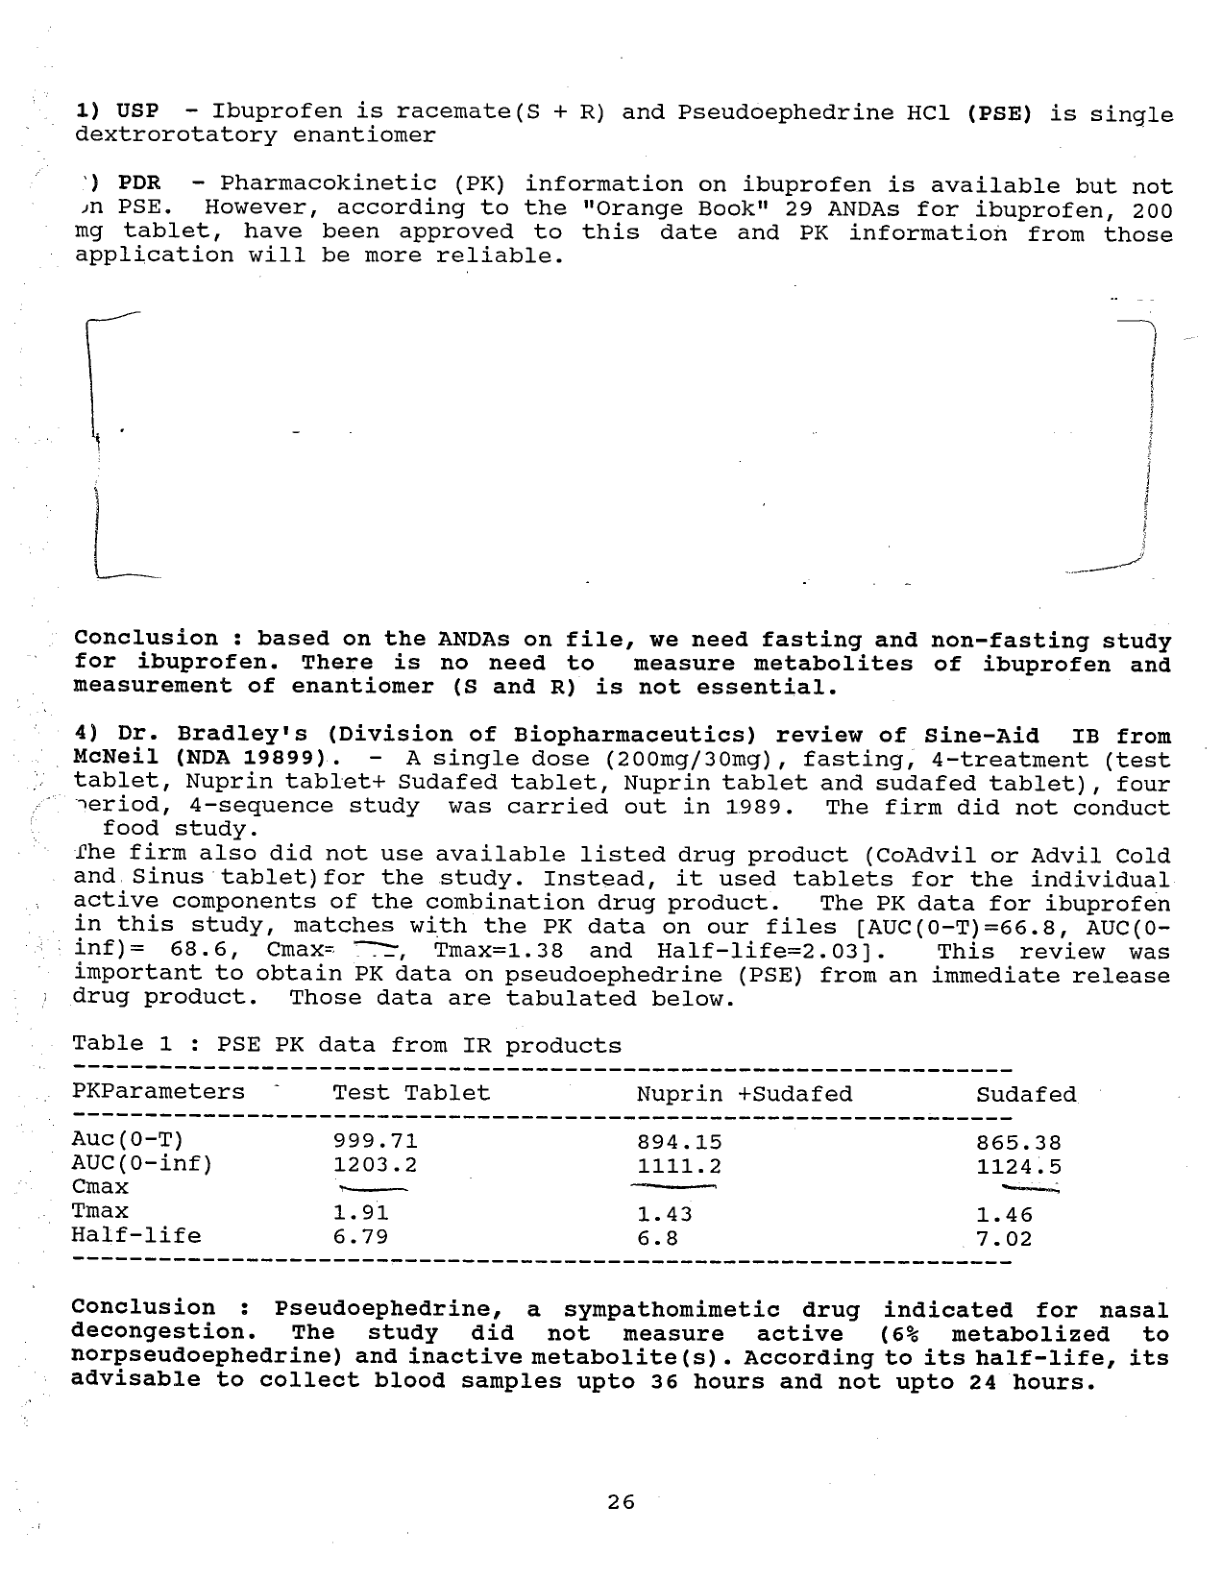 1) USP - Ibuprofen is racemate(S + R) and Pseudoephedrine HCl (PSE) is single
dextrorotatory enantiomer
) PDR - Pharmacokinetic (PK) information on ibuprofen is available but not
n PSE. However, according to the "Orange Book" 29 ANDAs for ibuprofen, 200
mg tablet, have been approved to this date and PK information from those
application will be more reliable.
Conclusion : based on the ANDAs on file, we need fasting and non-fasting study
for ibuprofen. There is no need to measure metabolites of ibuprofen and
measurement of enantiomer (S and R) is not essential.
4) Dr. Bradley's (Division of Biopharmaceutics) review of Sine-Aid IB from
McNeil (NDA 19899). - A single dose (200mg/30mg), fasting, 4-treatment (test
tablet, Nuprin tablet+ Sudafed tablet, Nuprin tablet and sudafed tablet), four
period, 4-sequence study was carried out in 1989. The firm did not conduct
food study.
The firm also did not use available listed drug product (CoAdvil or Advil Cold
and Sinus tablet)for the study. Instead, it used tablets for the individual
active components of the combination drug product. The PK data for ibuprofen
in this study, matches with the PK data on our files [AUC(0-T)=66.8, AUC(0-
inf)= 68.6, Cmax= , Tmax=1.38 and Half-life=2.03]. This review was
important to obtain PK data on pseudoephedrine (PSE) from an immediate release
drug product. Those data are tabulated below.
Table 1 : PSE PK data from IR products
PKParameters Test Tablet Nuprin +Sudafed Sudafed
Auc(0-T) 999.71 894.15 865.38
AUC(0-inf) 1203.2 1111.2 1124.5
Cmax
Tmax 1.91 1.43 1.46
Half-life 6.79 6.8 7.02
Conclusion : Pseudoephedrine, a sympathomimetic drug indicated for nasal
decongestion. The study did not measure active (6% metabolized to
norpseudoephedrine) and inactive metabolite(s). According to its half-life, its
advisable to collect blood samples upto 36 hours and not upto 24 hours.
26